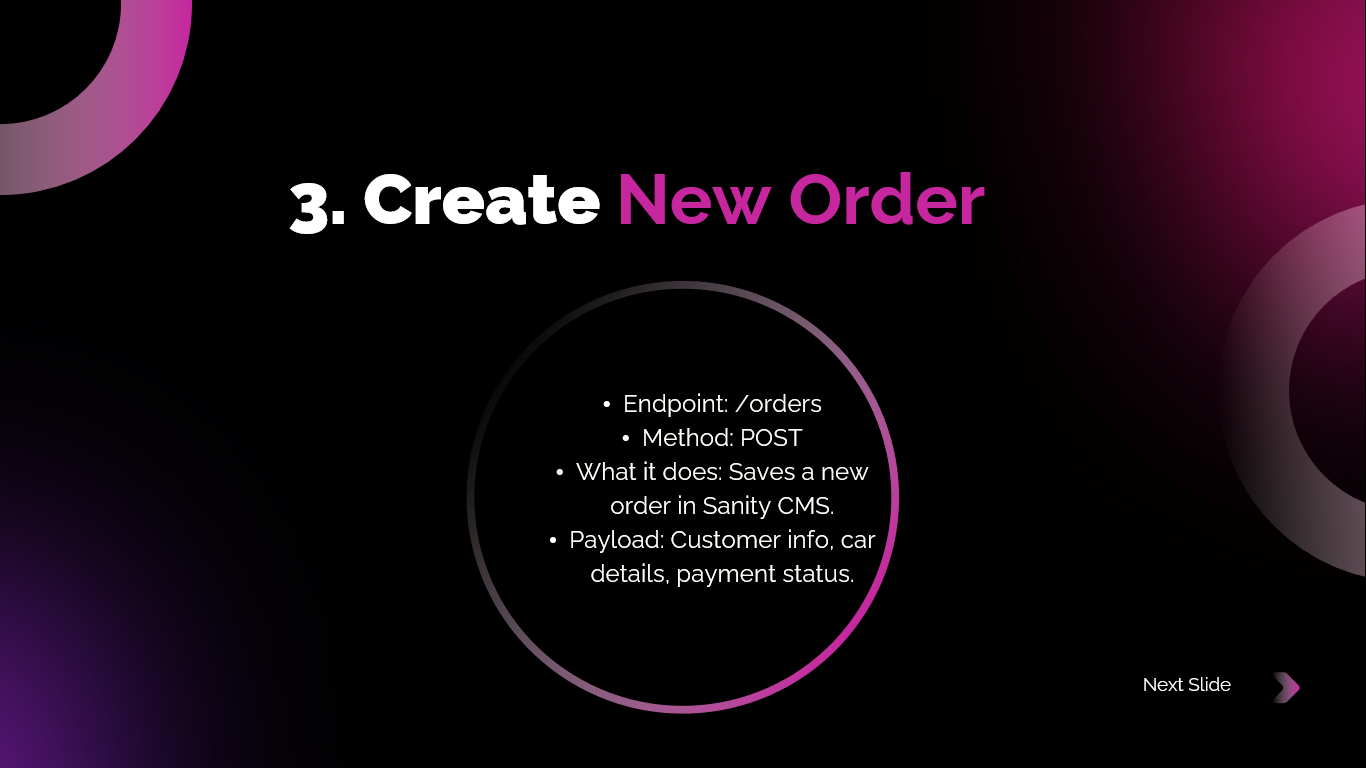 3. Create New Order
• Endpoint: /orders
• Method: POST
• What it does: Saves a new
order in Sanity CMS.
• Payload: Customer info, car
details, payment status.
Next Slide